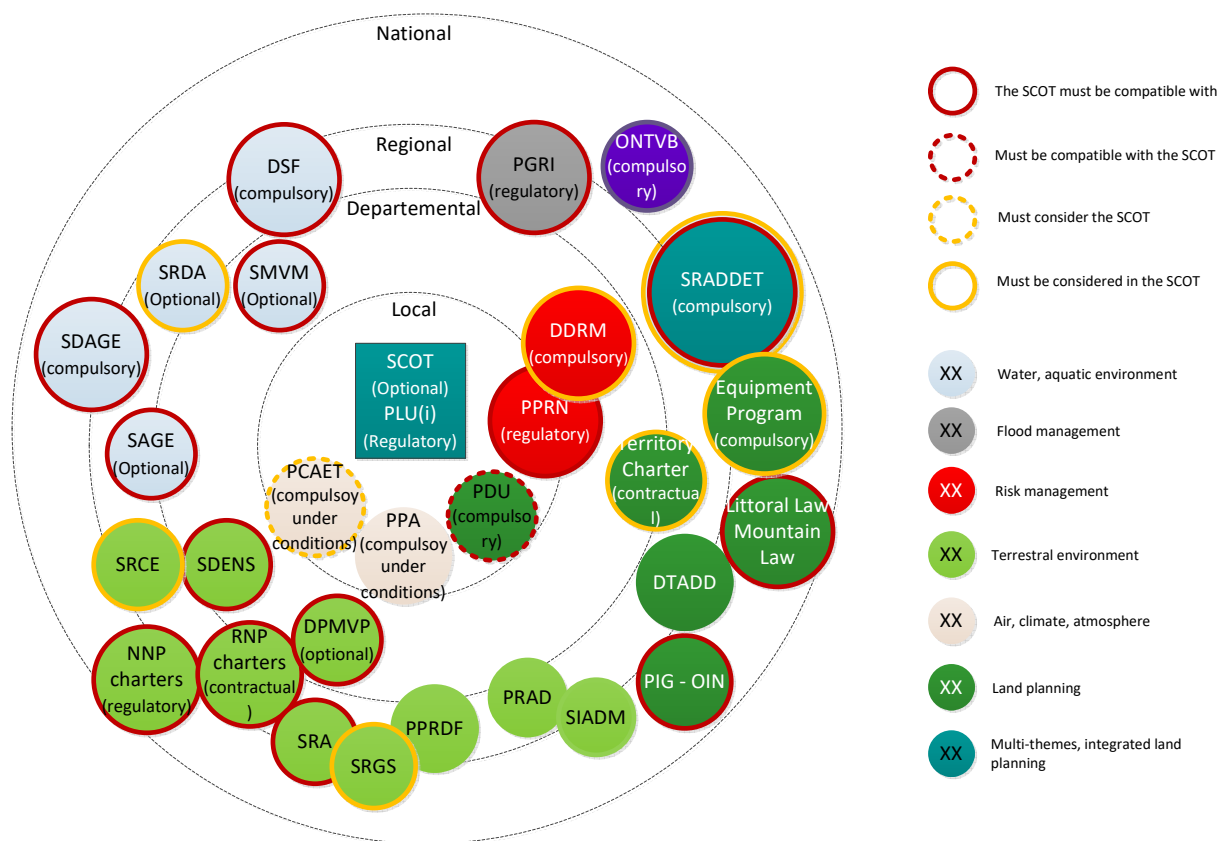 National
Regional
Departemental
Local
DSF
(compulsory)
PGRI
(regulatory)
ONTVB
(compulso
ry)
SRDA
(Optional)
SMVM
(Optional)
SRADDET
(compulsory)
SDAGE
(compulsory)
DDRM
(compulsory)
SCOT
(Optional)
PLU(i)
(Regulatory)
PPRN
(regulatory)
Equipment
Program
(compulsory)
SAGE
(Optional)
Territory
Charter
(contractua
l)
PCAET
(compulsoy
under
conditions)
PPA
(compulsoy
under
conditions)
PDU
(compulso
ry)
Littoral Law
Mountain
Law
SRCE
SDENS
DTADD
NNP
charters
(regulatory)
RNP
charters
(contractual
)
DPMVP
(optional)
PIG - OIN
SRA
SRGS
PPRDF
PRAD
SIADM
The SCOT must be compatible with
Must be compatible with the SCOT
Must consider the SCOT
Must be considered in the SCOT
XX Water, aquatic environment
XX Flood management
XX Risk management
XX Terrestral environment
XX Air, climate, atmosphere
XX Land planning
XX Multi-themes, integrated land
planning